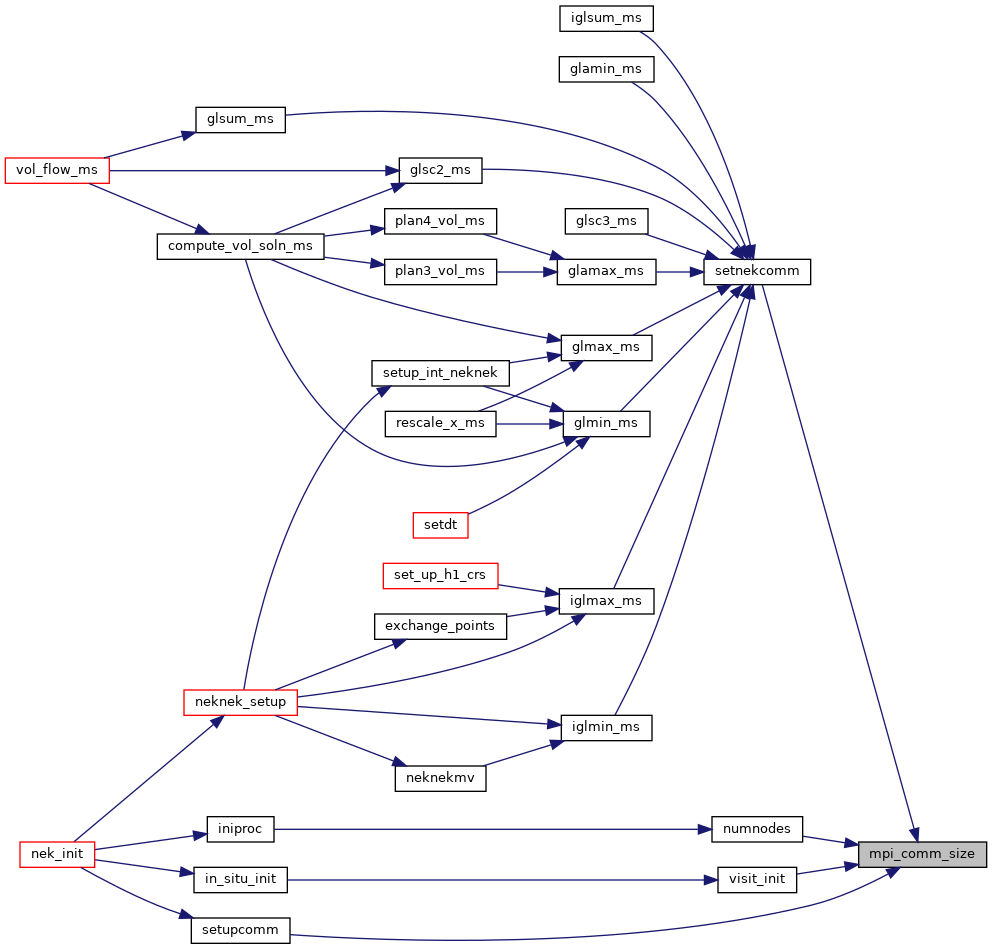 iglsum_ms
glamin_ms
glsum_ms
vol_flow_ms
glsc2_ms
plan4_vol_ms
glsc3_ms
compute_vol_soln_ms
plan3_vol_ms
glamax_ms
setnekcomm
glmax_ms
setup_int_neknek
rescale_x_ms
glmin_ms
setdt
set_up_h1_crs
iglmax_ms
exchange_points
neknek_setup
iglmin_ms
neknekmv
iniproc
numnodes
nek_init
mpi_comm_size
in_situ_init
visit_init
setupcomm